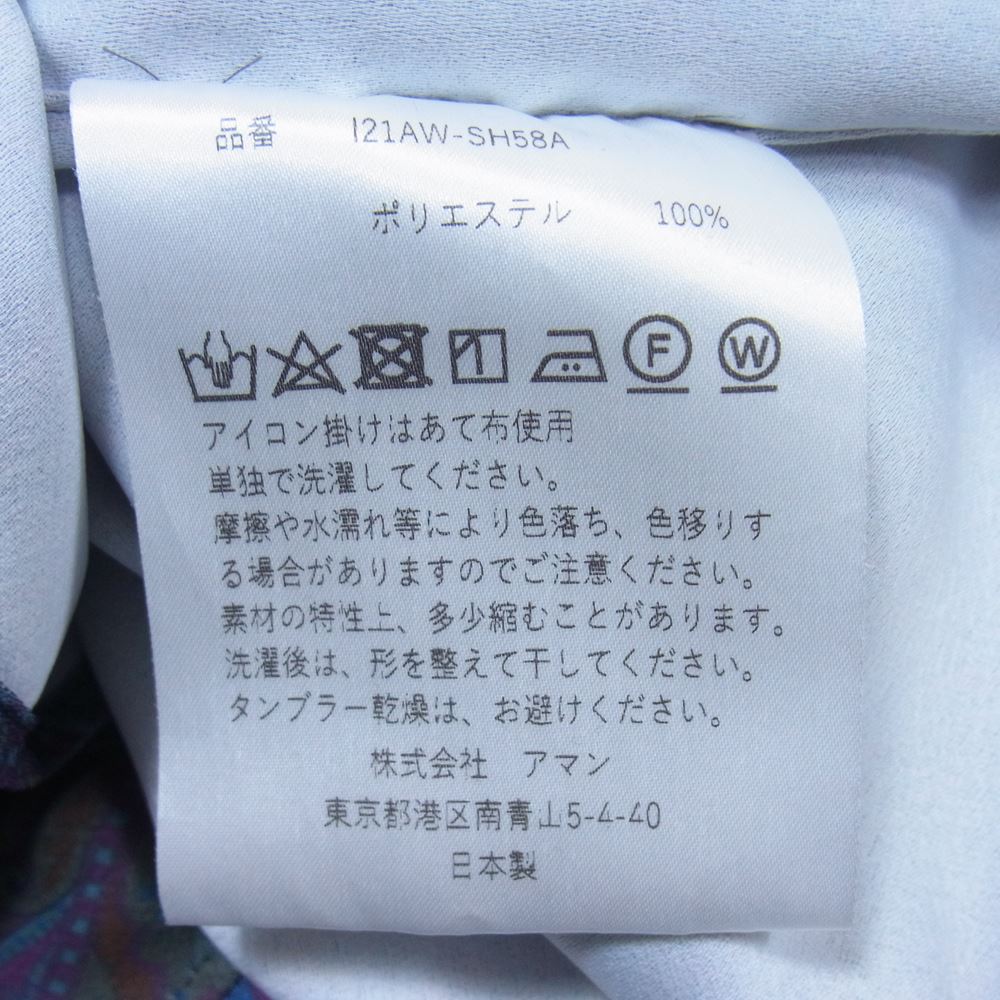 品番 I21AW-SH58A
ポリエステル 100%
F W
アイロン掛けはあて布使用
単独で洗濯してください。
摩擦や水濡れ等により色落ち、色移りす
る場合がありますのでご注意ください。
素材の特性上、多少縮むことがあります。
洗濯後は、形を整えて干してください。
タンブラー乾燥は、お避けください。
株式会社 アマン
東京都港区南青山5-4-40
日本製